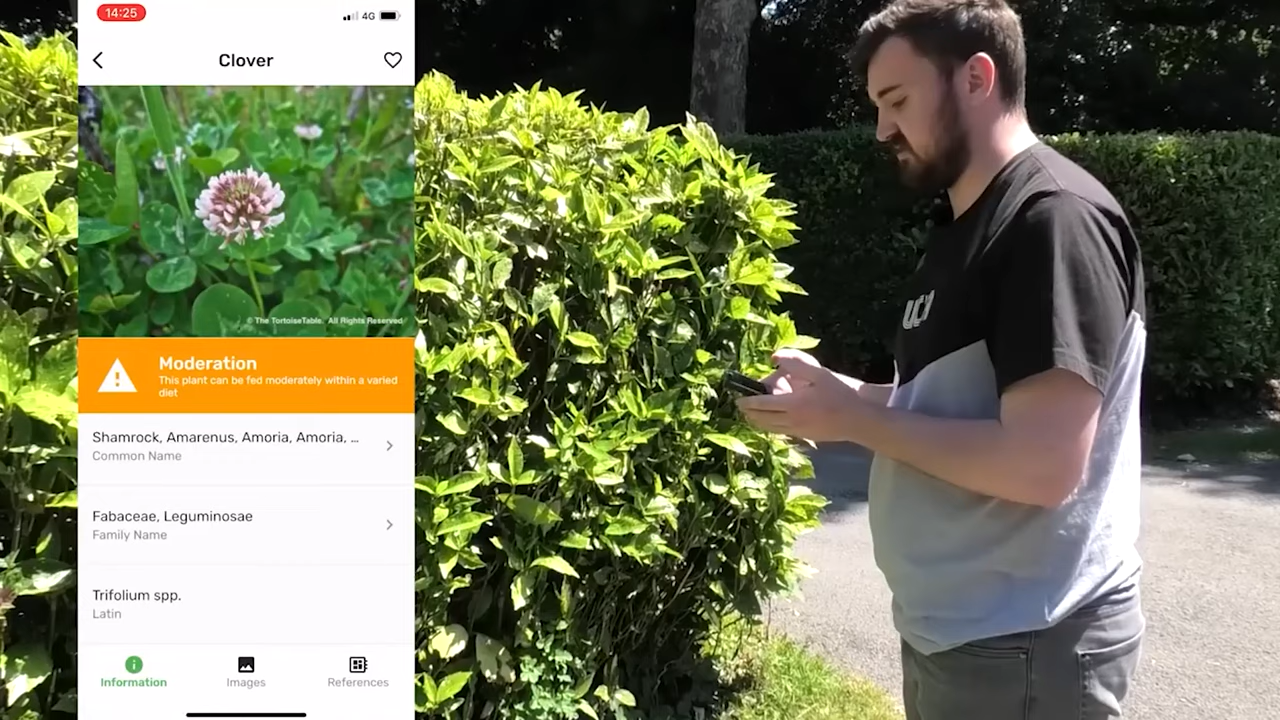 14:25
4G
Clover
© The TortoiseTable. All Rights Reserved
Moderation
This plant can be fed moderately within a varied
diet
Shamrock, Amarenus, Amoria, Amoria, ...
Common Name
Fabaceae, Leguminosae
Family Name
Trifolium spp.
Latin
Information
Images
References